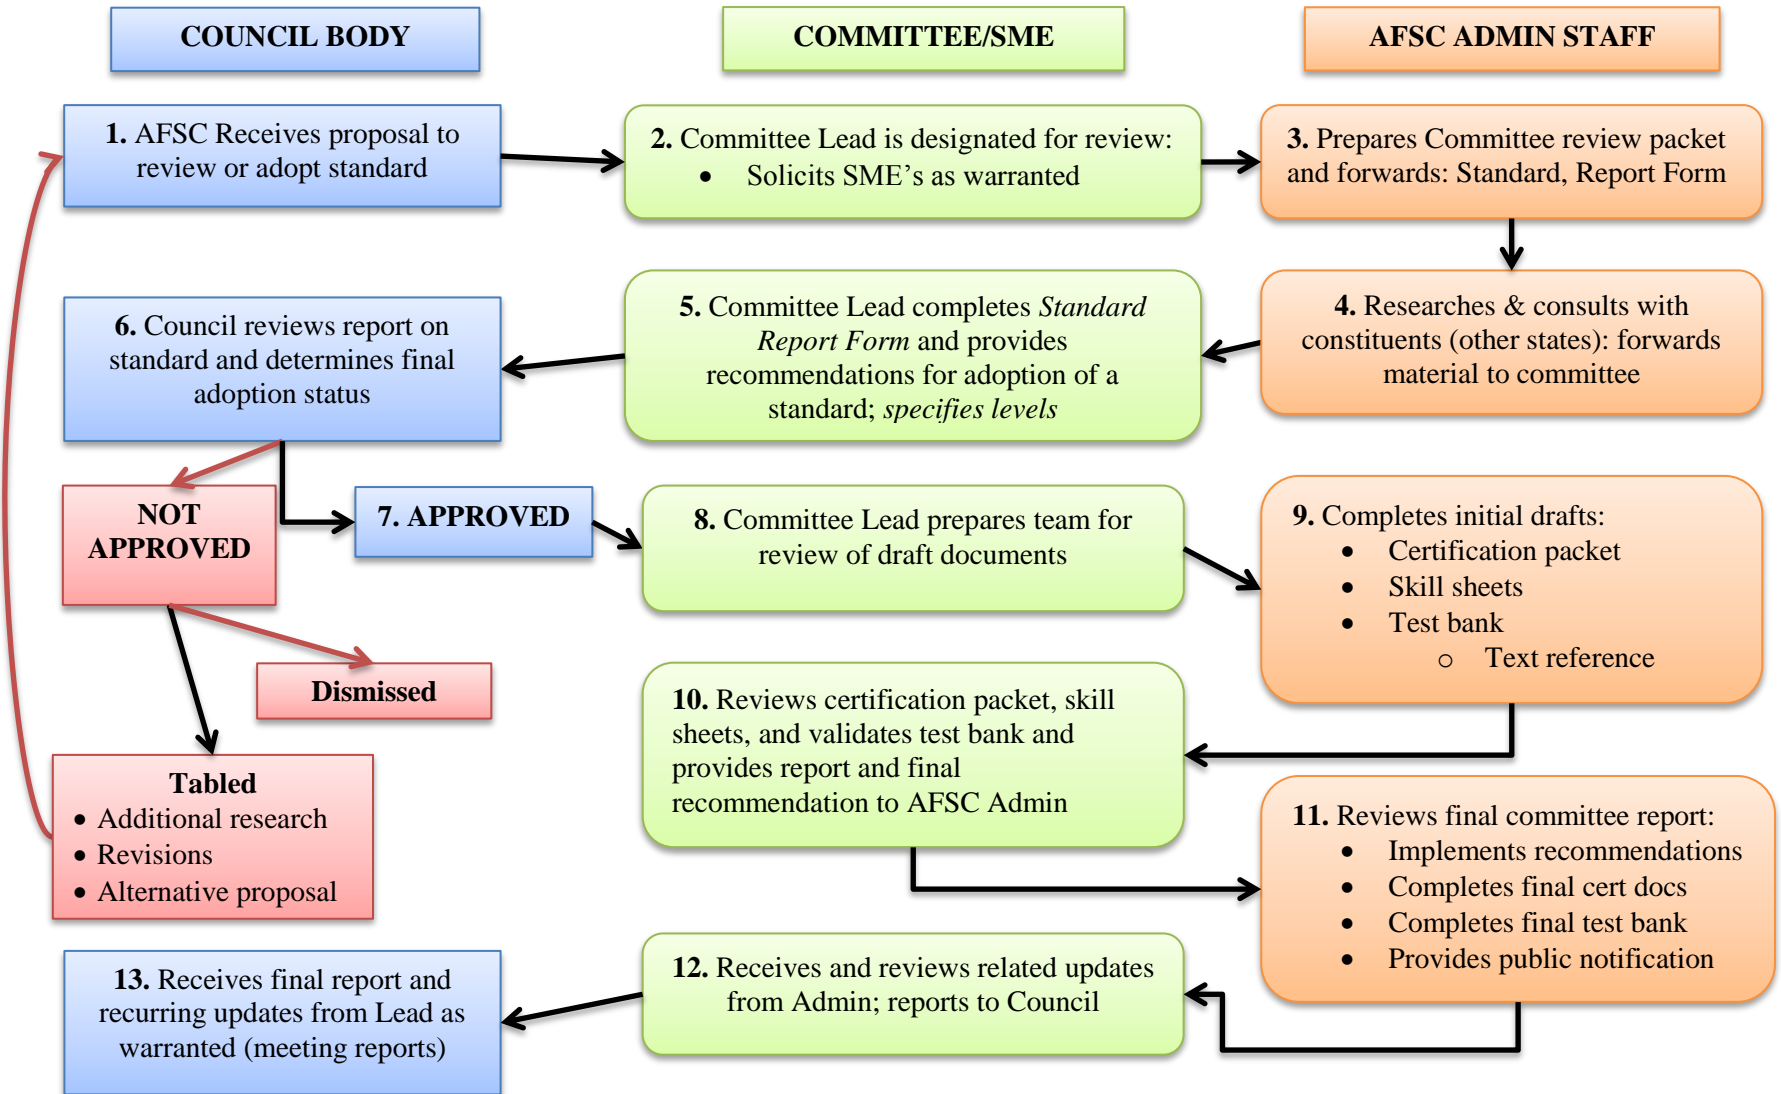 COUNCIL BODY
COMMITTEE/SME
AFSC ADMIN STAFF
1. AFSC Receives proposal to
review or adopt standard
2. Committee Lead is designated for review:
• Solicits SME's as warranted
3. Prepares Committee review packet
and forwards: Standard, Report Form
4. Researches & consults with
constituents (other states): forwards
material to committee
5. Committee Lead completes Standard
Report Form and provides
recommendations for adoption of a
standard; specifies levels
6. Council reviews report on
standard and determines final
adoption status
NOT
APPROVED
7. APPROVED
8. Committee Lead prepares team for
review of draft documents
9. Completes initial drafts:
• Certification packet
• Skill sheets
• Test bank
o Text reference
Dismissed
Tabled
• Additional research
• Revisions
• Alternative proposal
10. Reviews certification packet, skill
sheets, and validates test bank and
provides report and final
recommendation to AFSC Admin
11. Reviews final committee report:
• Implements recommendations
• Completes final cert docs
• Completes final test bank
• Provides public notification
12. Receives and reviews related updates
from Admin; reports to Council
13. Receives final report and
recurring updates from Lead as
warranted (meeting reports)